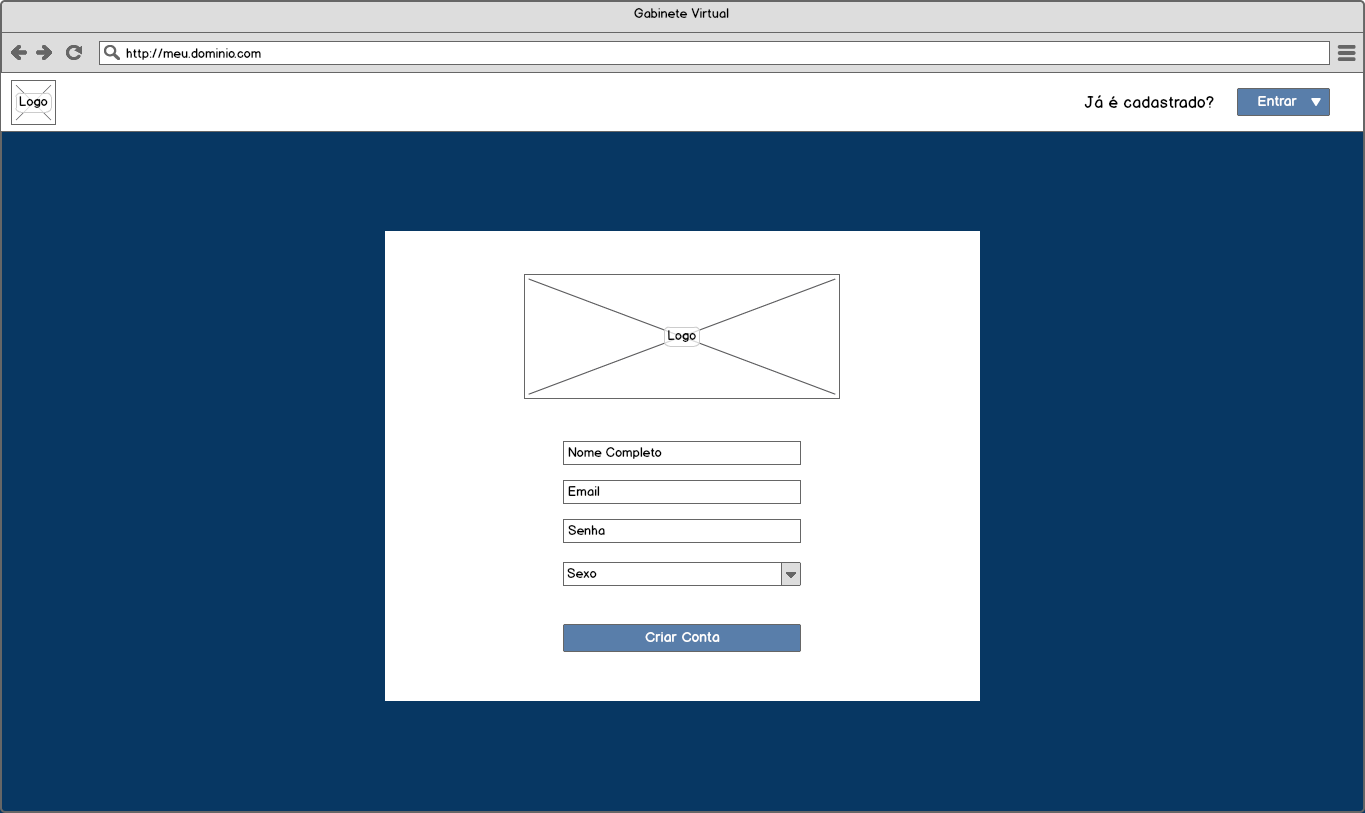 Gabinete Virtual
http://meu.dominio.com
Logo
Já é cadastrado?
Entrar
Logo
Nome Completo
Email
Senha
Sexo
Criar Conta